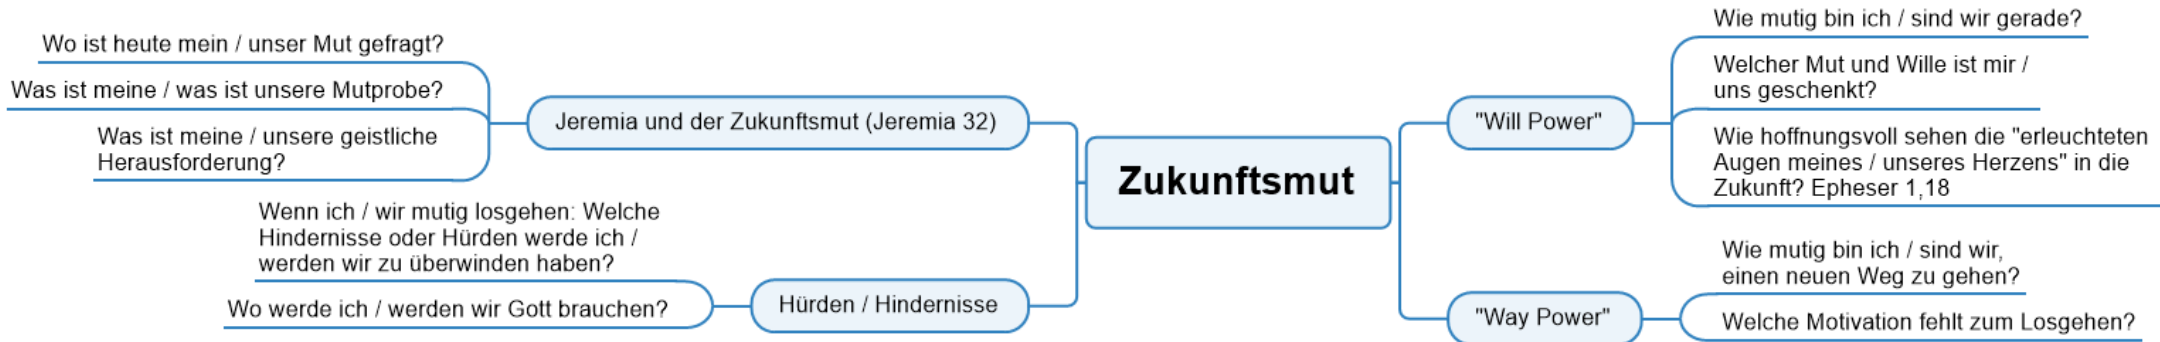 Zukunftsmut
"Will Power"
Wie mutig bin ich / sind wir gerade?
Welcher Mut und Wille ist mir /
uns geschenkt?
Wie hoffnungsvoll sehen die "erleuchteten
Augen meines / unseres Herzens" in die
Zukunft? Epheser 1,18
"Way Power"
Wie mutig bin ich / sind wir,
einen neuen Weg zu gehen?
Welche Motivation fehlt zum Losgehen?
Jeremia und der Zukunftsmut (Jeremia 32)
Wo ist heute mein / unser Mut gefragt?
Was ist meine / was ist unsere Mutprobe?
Was ist meine / unsere geistliche
Herausforderung?
Hürden / Hindernisse
Wenn ich / wir mutig losgehen: Welche
Hindernisse oder Hürden werde ich /
werden wir zu überwinden haben?
Wo werde ich / werden wir Gott brauchen?